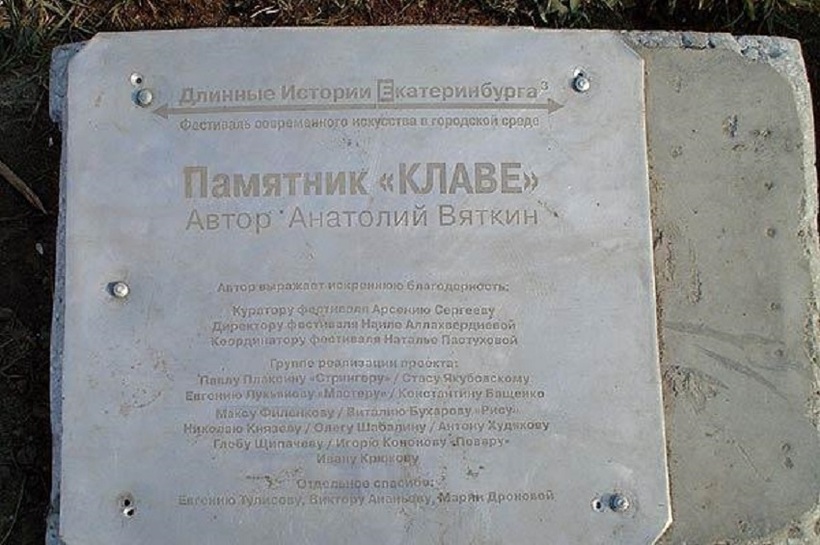 Длинные Истории Екатеринбурга³
Фестиваль современного искусства в городской среде
Памятник «КЛАВЕ»
Автор Анатолий Вяткин
Автор выражает искреннюю благодарность:
Куратору фестиваля Арсению Сергееву
Директору фестиваля Наиле Аллахвердиевой
Координатору фестиваля Наталье Пастуховой
Группе реализации проекта:
Павлу Плаксину «Стрингеру» / Стасу Якубовскому
Евгению Лукьянову «Мастеру» / Константину Ващенко
Максу Филенкову / Виталию Бухарову «Рису»
Николаю Князеву / Олегу Шабалину / Антону Худякову
Глебу Щипачеву / Игорю Кононову «Повару»
Ивану Крюкову
Отдельное спасибо:
Евгению Тулисову, Виктору Ананьеву, Марии Дроновой